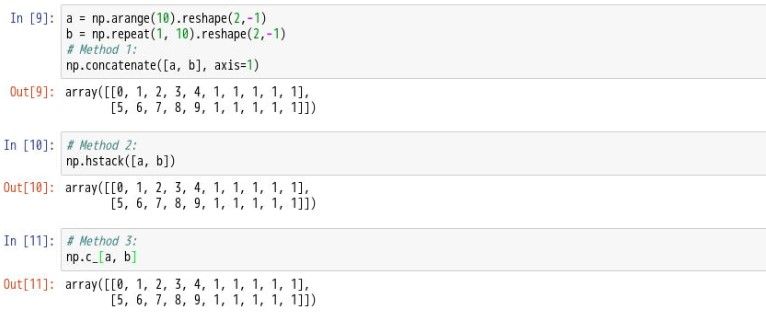 In [9]: a = np.arange(10).reshape(2,-1)
b = np.repeat(1, 10).reshape(2,-1)
# Method 1:
np.concatenate([a, b], axis=1)
Out[9]: array([[0, 1, 2, 3, 4, 1, 1, 1, 1, 1],
[5, 6, 7, 8, 9, 1, 1, 1, 1, 1]])
In [10]: # Method 2:
np.hstack([a, b])
Out[10]: array([[0, 1, 2, 3, 4, 1, 1, 1, 1, 1],
[5, 6, 7, 8, 9, 1, 1, 1, 1, 1]])
In [11]: # Method 3:
np.c_[a, b]
Out[11]: array([[0, 1, 2, 3, 4, 1, 1, 1, 1, 1],
[5, 6, 7, 8, 9, 1, 1, 1, 1, 1]])